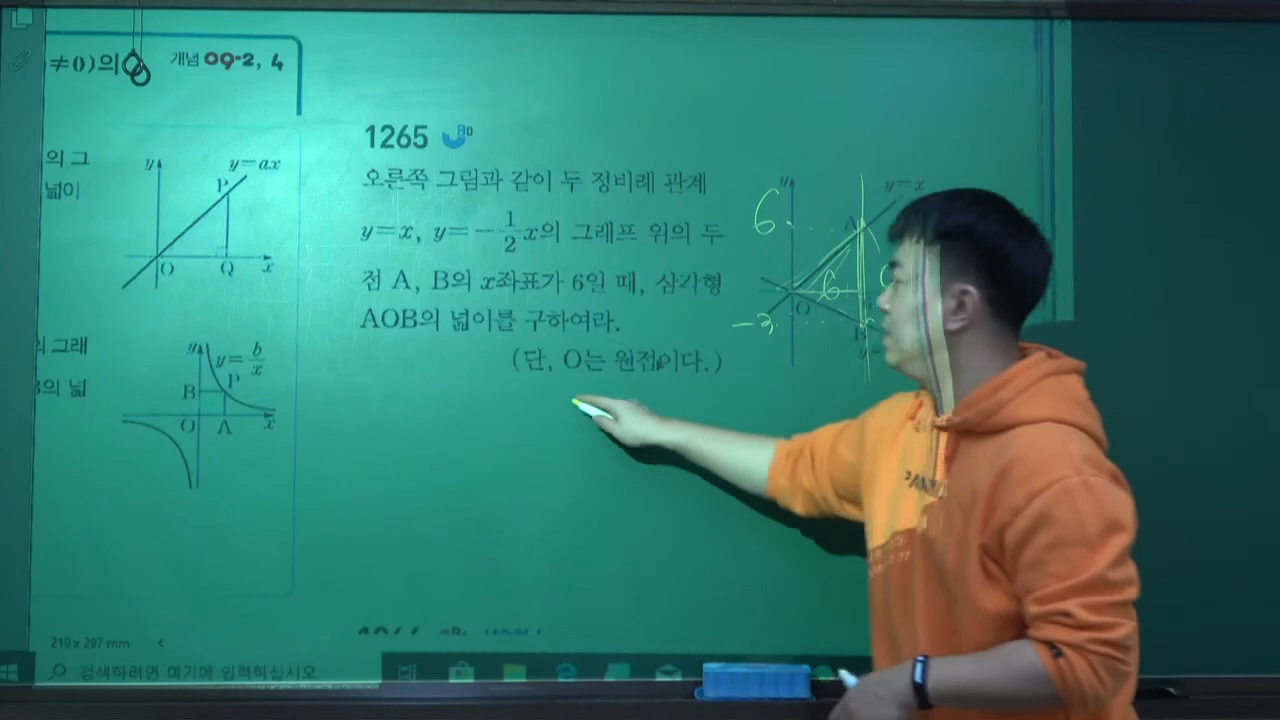 ≠0)의
개념 09-2, 4
의 그
넓이
y
y=ax
P
O
Q
x
그래
B의 넓
y
y=b/x
P
B
O
A
x
1265
오른쪽 그림과 같이 두 정비례 관계
y=x, y=-1/2x의 그래프 위의 두
점 A, B의 x좌표가 6일 때, 삼각형
AOB의 넓이를 구하여라.
(단, O는 원점이다.)
y
y=x
6
A
6
O
B
210 x 297 mm
검색하려면 여기에 입력하십시오